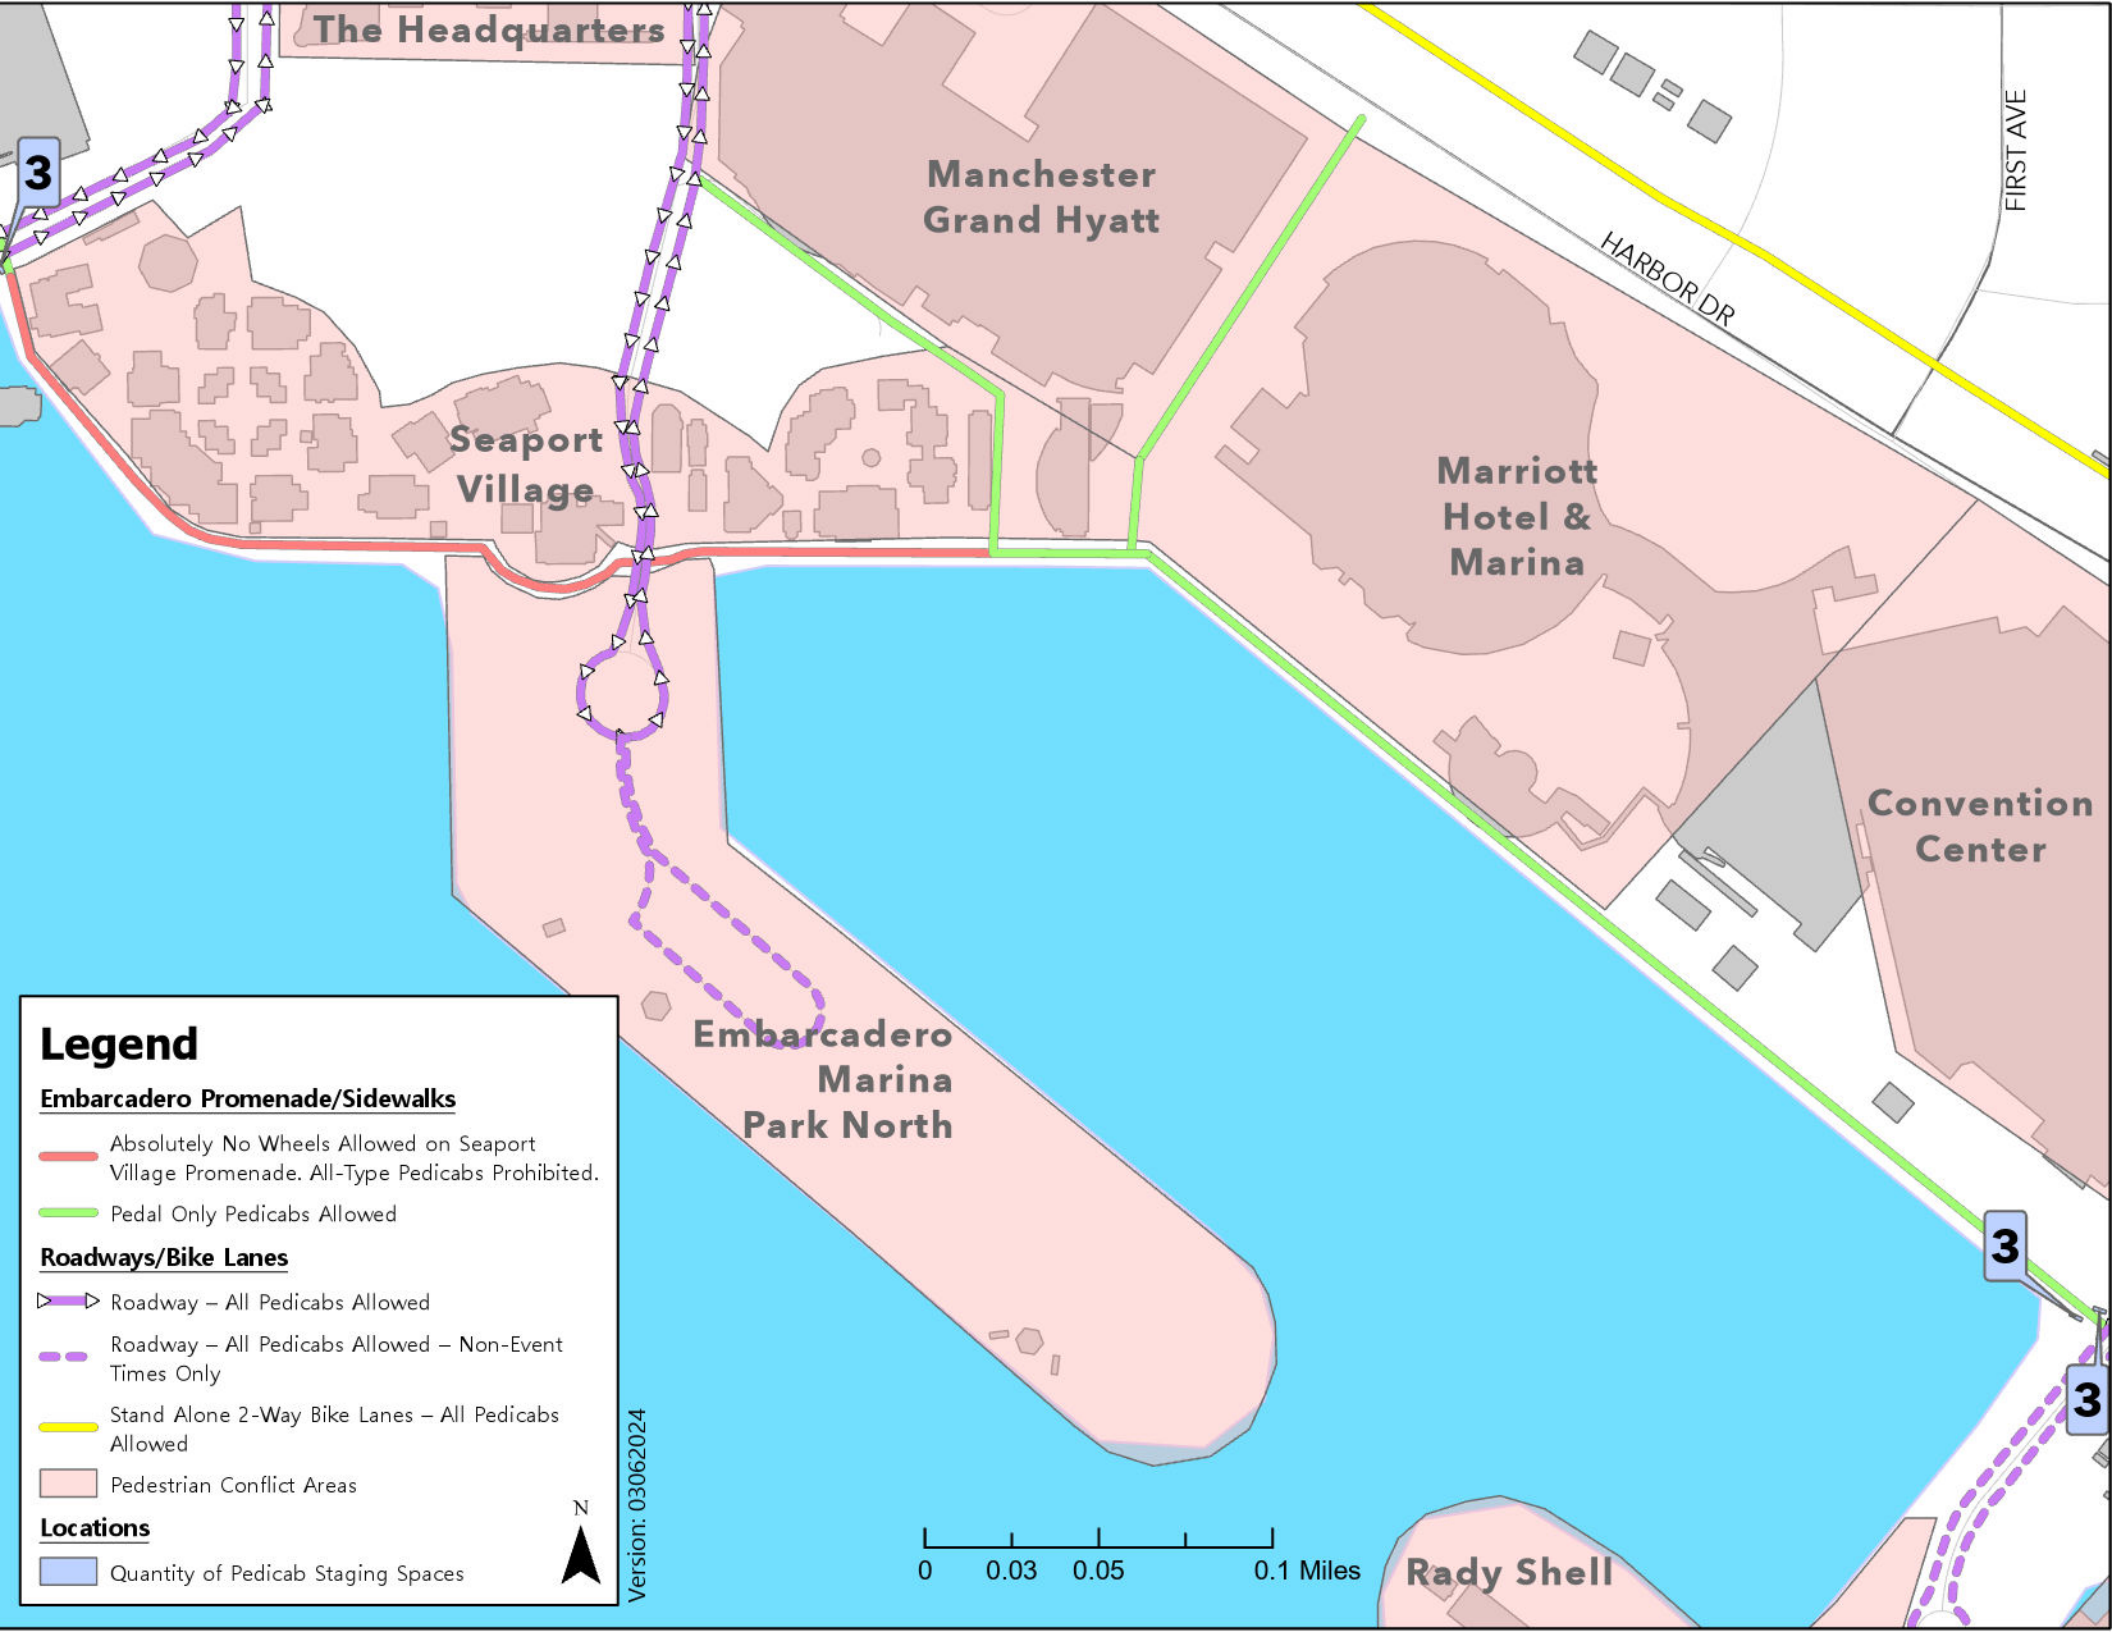 The Headquarters
3
Manchester
Grand Hyatt
FIRST AVE
HARBOR DR
Seaport
Village
Marriott
Hotel &
Marina
Convention
Center
Embarcadero
Marina
Park North
3
3
Rady Shell
Legend
Embarcadero Promenade/Sidewalks
Absolutely No Wheels Allowed on Seaport
Village Promenade. All-Type Pedicabs Prohibited.
Pedal Only Pedicabs Allowed
Roadways/Bike Lanes
Roadway – All Pedicabs Allowed
Roadway – All Pedicabs Allowed – Non-Event
Times Only
Stand Alone 2-Way Bike Lanes – All Pedicabs
Allowed
Pedestrian Conflict Areas
Locations
Quantity of Pedicab Staging Spaces
N
Version: 03062024
0 0.03 0.05 0.1 Miles